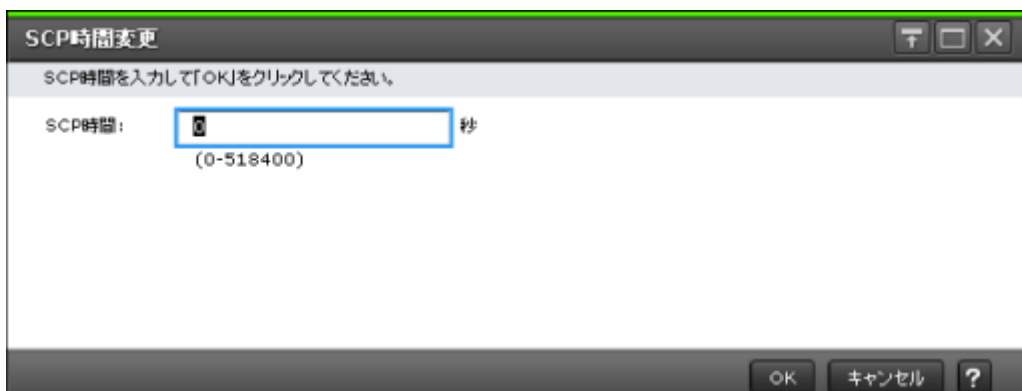 SCP時間変更
SCP時間を入力して「OK」をクリックしてください。
SCP時間: 0 秒
(0-518400)
OK キャンセル ?